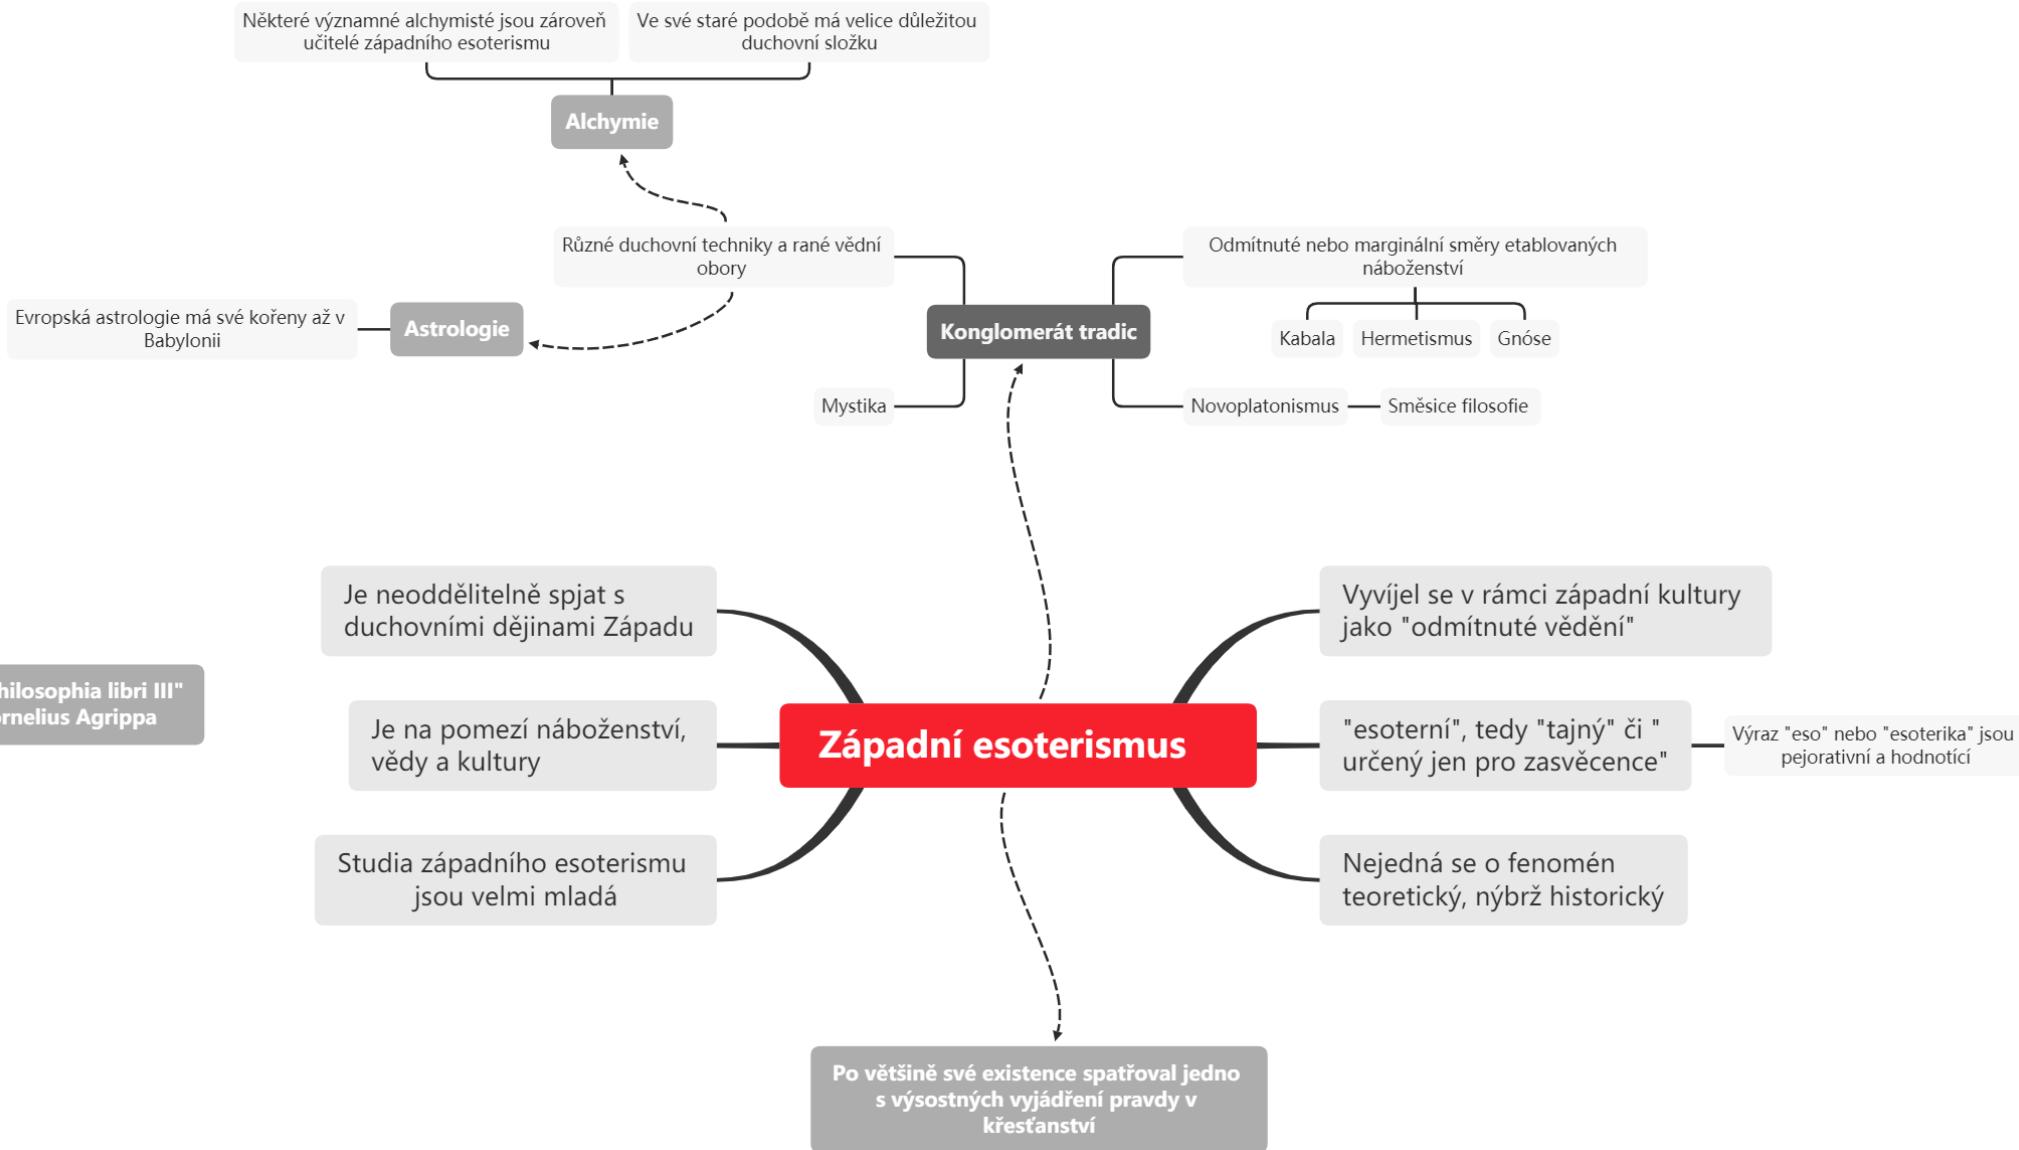 Některé významné alchymisté jsou zároveň
učitelé západního esoterismu
Ve své staré podobě má velice důležitou
duchovní složku
Alchymie
Různé duchovní techniky a rané vědní
obory
Odmítnuté nebo marginální směry etablovaných
náboženství
Evropská astrologie má své kořeny až v
Babylonii
Astrologie
Konglomerát tradic
Kabala
Hermetismus
Gnóse
Mystika
Novoplatonismus
Směsice filosofie
Je neoddělitelně spjat s
duchovními dějinami Západu
Vyvíjel se v rámci západní kultury
jako "odmítnuté vědění"
libri III"
Agrippa
Je na pomezí náboženství,
vědy a kultury
Západní esoterismus
"esoterní", tedy "tajný" či "
určený jen pro zasvěcence"
Výraz "eso" nebo "esoterika" jsou
pejorativní a hodnotící
Studia západního esoterismu
jsou velmi mladá
Nejedná se o fenomén
teoretický, nýbrž historický
Po většině své existence spatřoval jedno
s výsostných vyjádření pravdy v
křesťanství